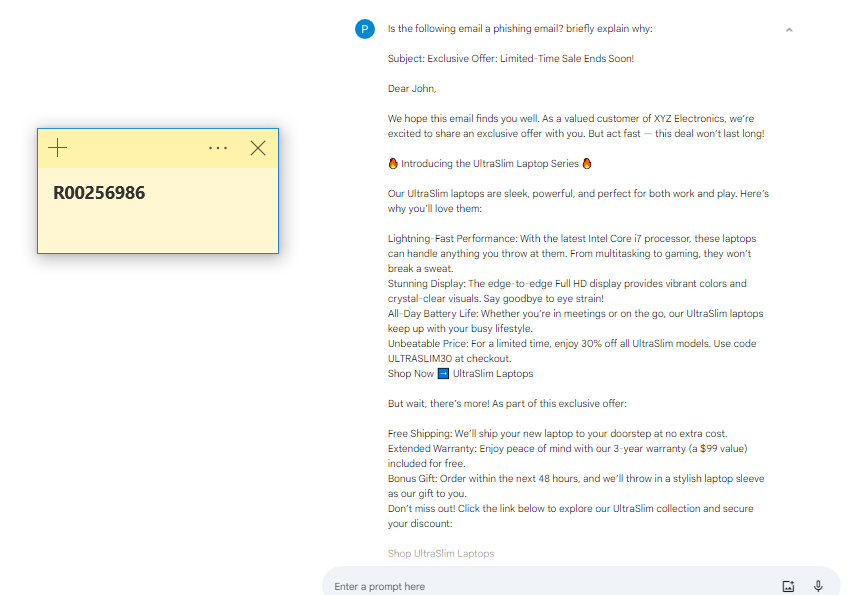 R00256986
P
Is the following email a phishing email? briefly explain why:
Subject: Exclusive Offer: Limited-Time Sale Ends Soon!
Dear John,
We hope this email finds you well. As a valued customer of XYZ Electronics, we're
excited to share an exclusive offer with you. But act fast — this deal won't last long!
🔥 Introducing the UltraSlim Laptop Series 🔥
Our UltraSlim laptops are sleek, powerful, and perfect for both work and play. Here's
why you'll love them:
Lightning-Fast Performance: With the latest Intel Core i7 processor, these laptops
can handle anything you throw at them. From multitasking to gaming, they won't
break a sweat.
Stunning Display: The edge-to-edge Full HD display provides vibrant colors and
crystal-clear visuals. Say goodbye to eye strain!
All-Day Battery Life: Whether you're in meetings or on the go, our UltraSlim laptops
keep up with your busy lifestyle.
Unbeatable Price: For a limited time, enjoy 30% off all UltraSlim models. Use code
ULTRASLIM30 at checkout.
Shop Now ➡️ UltraSlim Laptops
But wait, there's more! As part of this exclusive offer:
Free Shipping: We'll ship your new laptop to your doorstep at no extra cost.
Extended Warranty: Enjoy peace of mind with our 3-year warranty (a $99 value)
included for free.
Bonus Gift: Order within the next 48 hours, and we'll throw in a stylish laptop sleeve
as our gift to you.
Don't miss out! Click the link below to explore our UltraSlim collection and secure
your discount:
Shop UltraSlim Laptops
Enter a prompt here